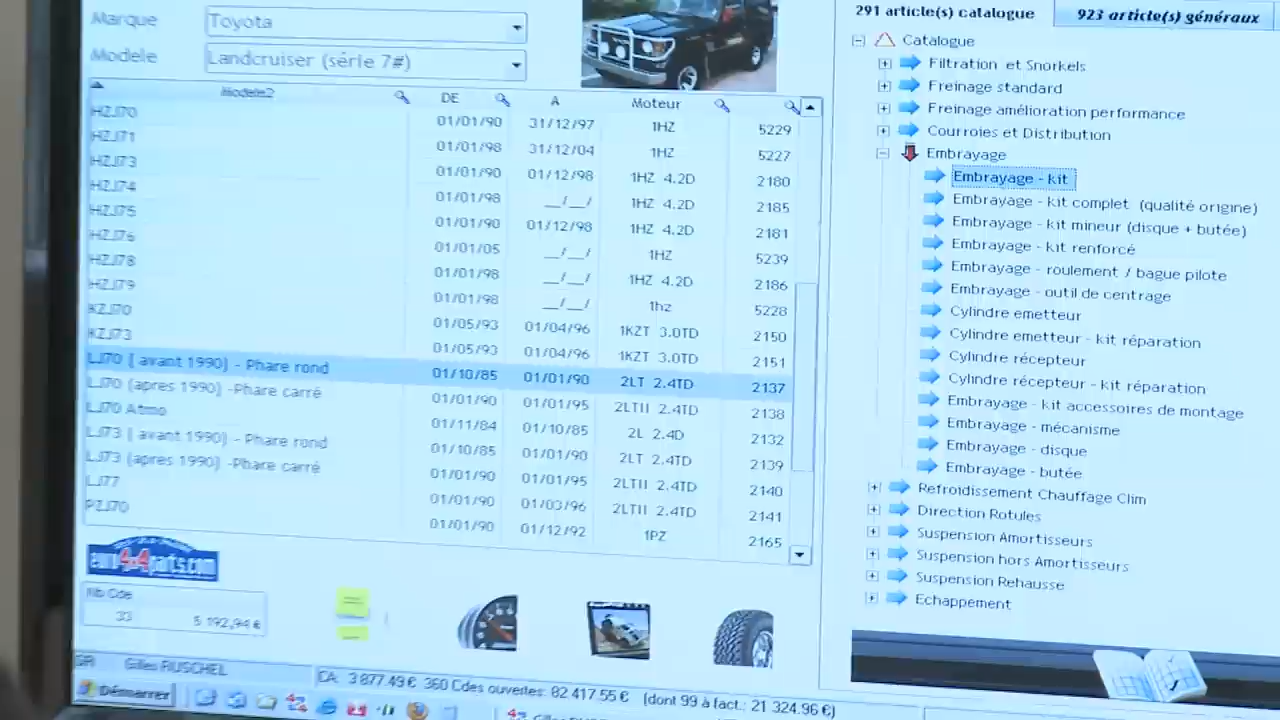 Marque Toyota
Modele Landcruiser (série 7#)
Modele2 DE A Moteur
HZJ70 01/01/90 31/12/97 1HZ 5229
HZJ71 01/01/98 31/12/04 1HZ 5227
HZJ73 01/01/90 01/12/98 1HZ 4.2D 2180
HZJ74 01/01/98 __/__/ 1HZ 4.2D 2185
HZJ75 01/01/90 01/12/98 1HZ 4.2D 2181
HZJ76 01/01/05 __/__/ 1HZ 5239
HZJ78 01/01/98 __/__/ 1HZ 4.2D 2186
HZJ79 01/01/98 __/__/ 1hz 5228
KZJ70 01/05/93 01/04/96 1KZT 3.0TD 2150
KZJ73 01/05/93 01/04/96 1KZT 3.0TD 2151
LJ70 ( avant 1990) - Phare rond 01/10/85 01/01/90 2LT 2.4TD 2137
LJ70 (apres 1990) -Phare carré 01/01/90 01/01/95 2LTII 2.4TD 2138
LJ70 Atmo 01/11/84 01/10/85 2L 2.4D 2132
LJ73 ( avant 1990) - Phare rond 01/10/85 01/01/90 2LT 2.4TD 2139
LJ73 (apres 1990) -Phare carré 01/01/90 01/01/95 2LTII 2.4TD 2140
LJ77 01/01/90 01/03/96 2LTII 2.4TD 2141
PZJ70 01/01/90 01/12/92 1PZ 2165
euro4x4parts.com
Nb Cde
33 5 192,94 €
GR Gilles RUSCHEL CA: 3 877.49 € 360 Cdes ouvertes: 82 417.55 € (dont 99 à fact.: 21 324.96 €)
Démarrer
291 article(s) catalogue 923 article(s) généraux
Catalogue
Filtration et Snorkels
Freinage standard
Freinage amélioration performance
Courroies et Distribution
Embrayage
Embrayage - kit
Embrayage - kit complet (qualité origine)
Embrayage - kit mineur (disque + butée)
Embrayage - kit renforcé
Embrayage - roulement / bague pilote
Embrayage - outil de centrage
Cylindre emetteur
Cylindre emetteur - kit réparation
Cylindre récepteur
Cylindre récepteur - kit réparation
Embrayage - kit accessoires de montage
Embrayage - mécanisme
Embrayage - disque
Embrayage - butée
Refroidissement Chauffage Clim
Direction Rotules
Suspension Amortisseurs
Suspension hors Amortisseurs
Suspension Rehausse
Echappement